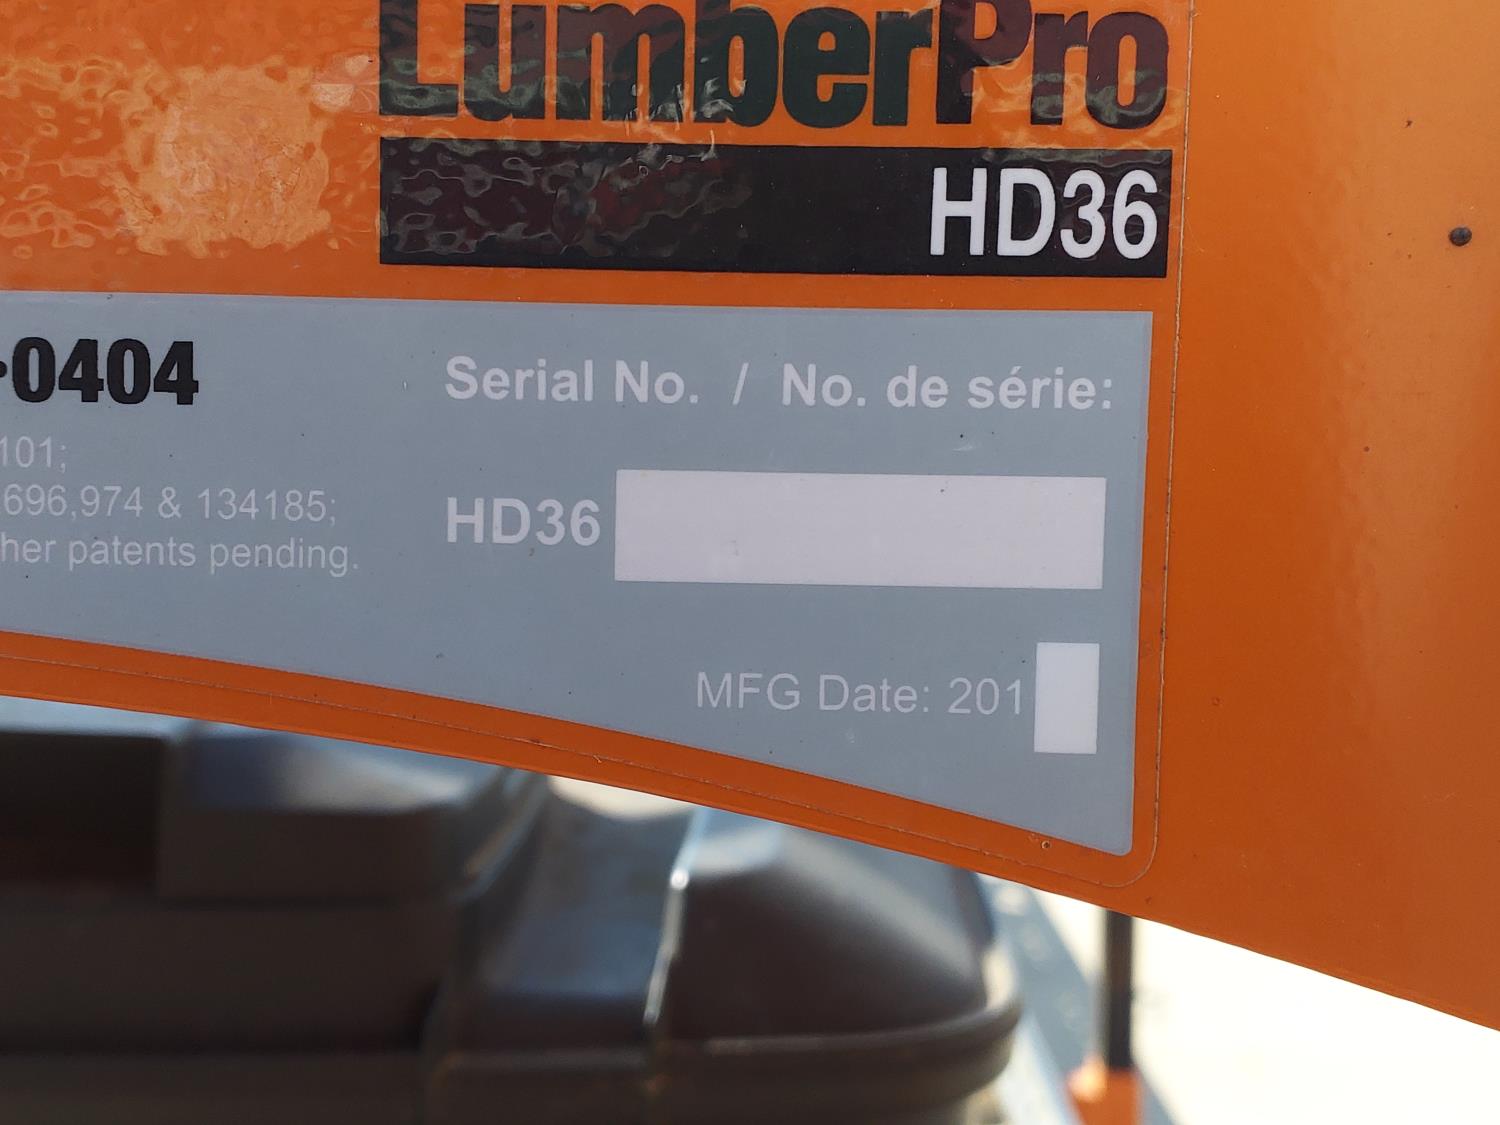 LumberPro
HD36
-0404
Serial No. / No. de série:
101;
HD36
696,974 & 134185;
her patents pending.
MFG Date: 201